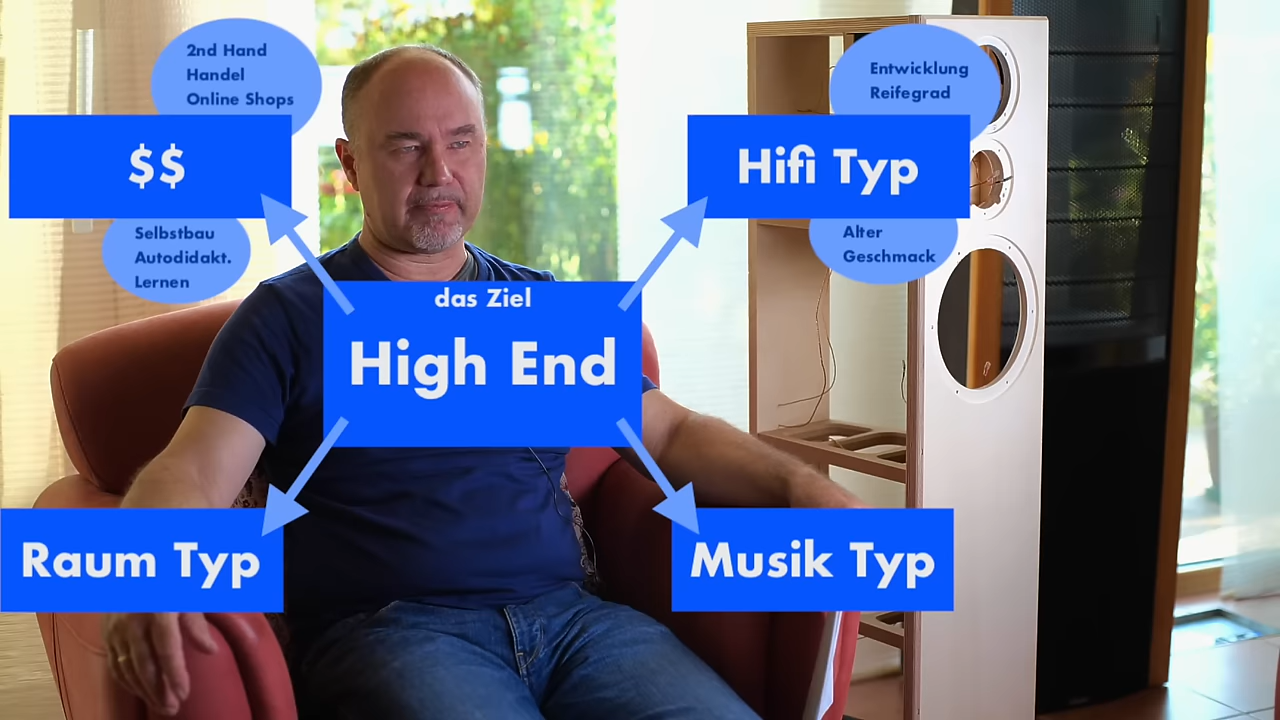 2nd Hand
Handel
Online Shops
$$
Selbstbau
Autodidakt.
Lernen
Entwicklung
Reifegrad
Hifi Typ
Alter
Geschmack
das Ziel
High End
Raum Typ
Musik Typ